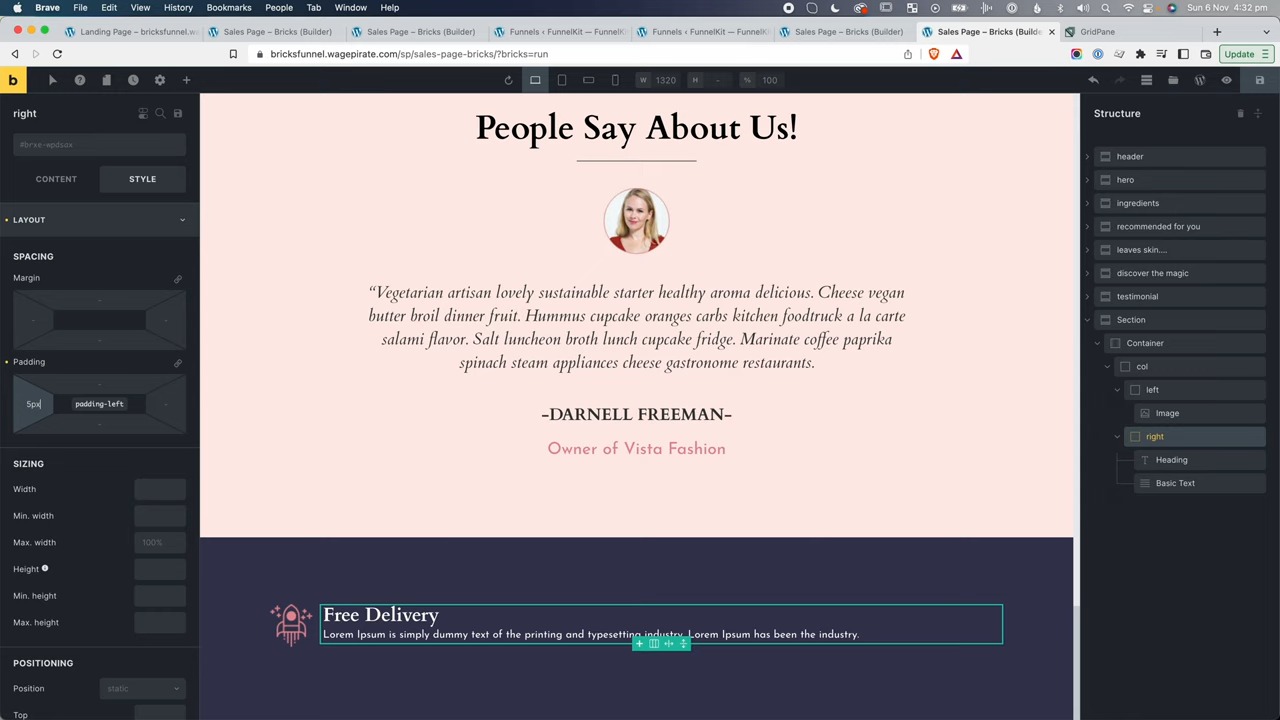 Brave File Edit View History Bookmarks People Tab Window Help Sun 6 Nov 4:32 pm
Landing Page – bricksfunnel.w Sales Page – Bricks (Builder) Sales Page – Bricks (Builder) Funnels ‹ FunnelKit — FunnelKi Funnels ‹ FunnelKit — FunnelKi Sales Page – Bricks (Builder) Sales Page – Bricks (Builde GridPane
bricksfunnel.wagepirate.com/sp/sales-page-bricks/?bricks=run Update
b W 1320 H - % 100
right
#brxe-wpdsax
CONTENT STYLE
LAYOUT
SPACING
Margin
Padding
5px padding-left
SIZING
Width
Min. width
Max. width 100%
Height
Min. height
Max. height
POSITIONING
Position static
Top
People Say About Us!
“Vegetarian artisan lovely sustainable starter healthy aroma delicious. Cheese vegan
butter broil dinner fruit. Hummus cupcake oranges carbs kitchen foodtruck a la carte
salami flavor. Salt luncheon broth lunch cupcake fridge. Marinate coffee paprika
spinach steam appliances cheese gastronome restaurants.
-DARNELL FREEMAN-
Owner of Vista Fashion
Free Delivery
Lorem Ipsum is simply dummy text of the printing and typesetting industry. Lorem Ipsum has been the industry.
Structure
header
hero
ingredients
recommended for you
leaves skin....
discover the magic
testimonial
Section
Container
col
left
Image
right
Heading
Basic Text